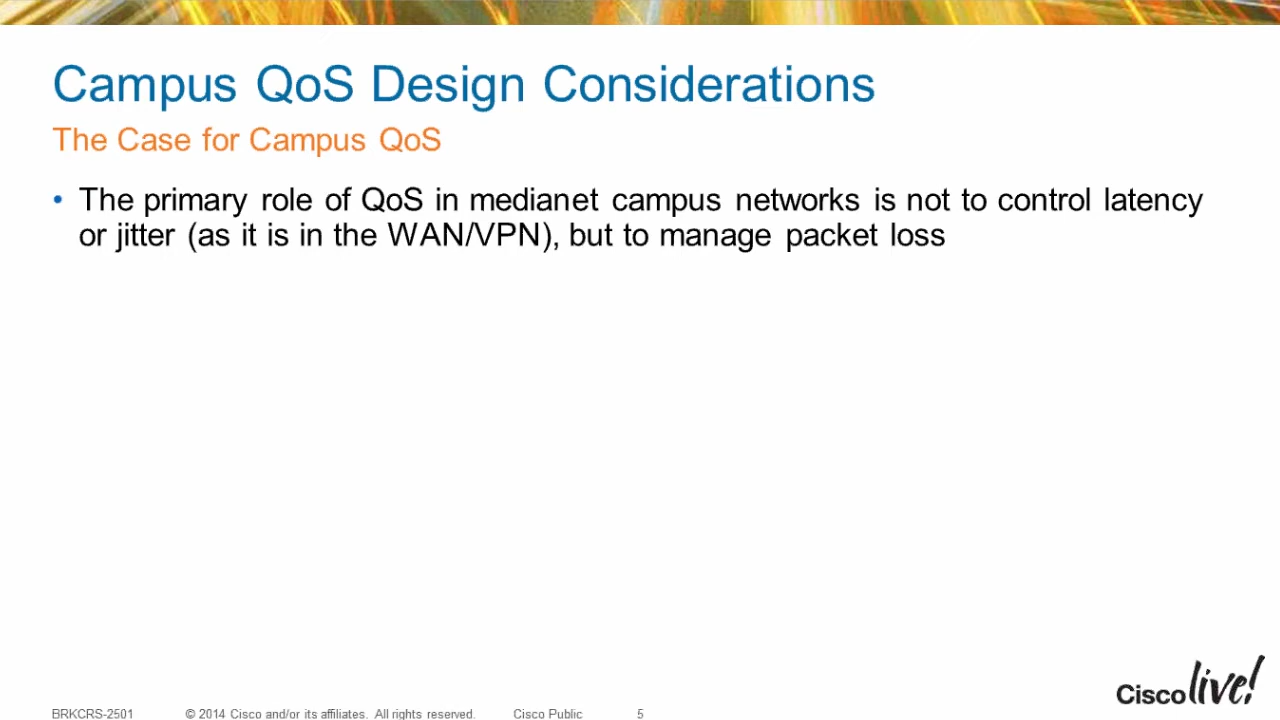 Campus QoS Design Considerations
The Case for Campus QoS
• The primary role of QoS in medianet campus networks is not to control latency
or jitter (as it is in the WAN/VPN), but to manage packet loss
Cisco live!
BRKCRS-2501 © 2014 Cisco and/or its affiliates. All rights reserved. Cisco Public 5